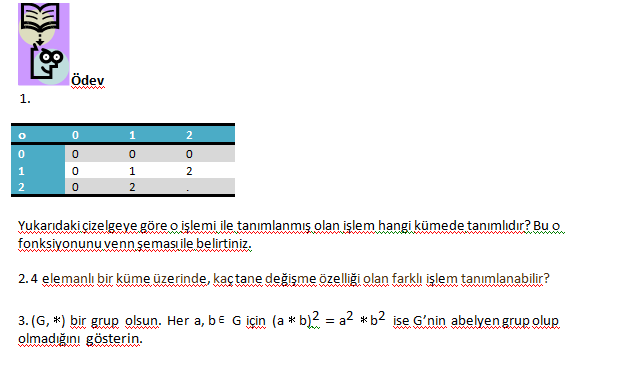 Ödev
1.
o 0 1 2
0 0 0 0
1 0 1 2
2 0 2 .
Yukarıdaki çizelgeye göre o işlemi ile tanımlanmış olan işlem hangi kümede tanımlıdır? Bu o
fonksiyonunu venn şeması ile belirtiniz.
2. 4 elemanlı bir küme üzerinde, kaç tane değişme özelliği olan farklı işlem tanımlanabilir?
3. (G, *) bir grup olsun. Her a, b ∈ G için (a * b)² = a² * b² ise G’nin abelyen grup olup
olmadığını gösterin.